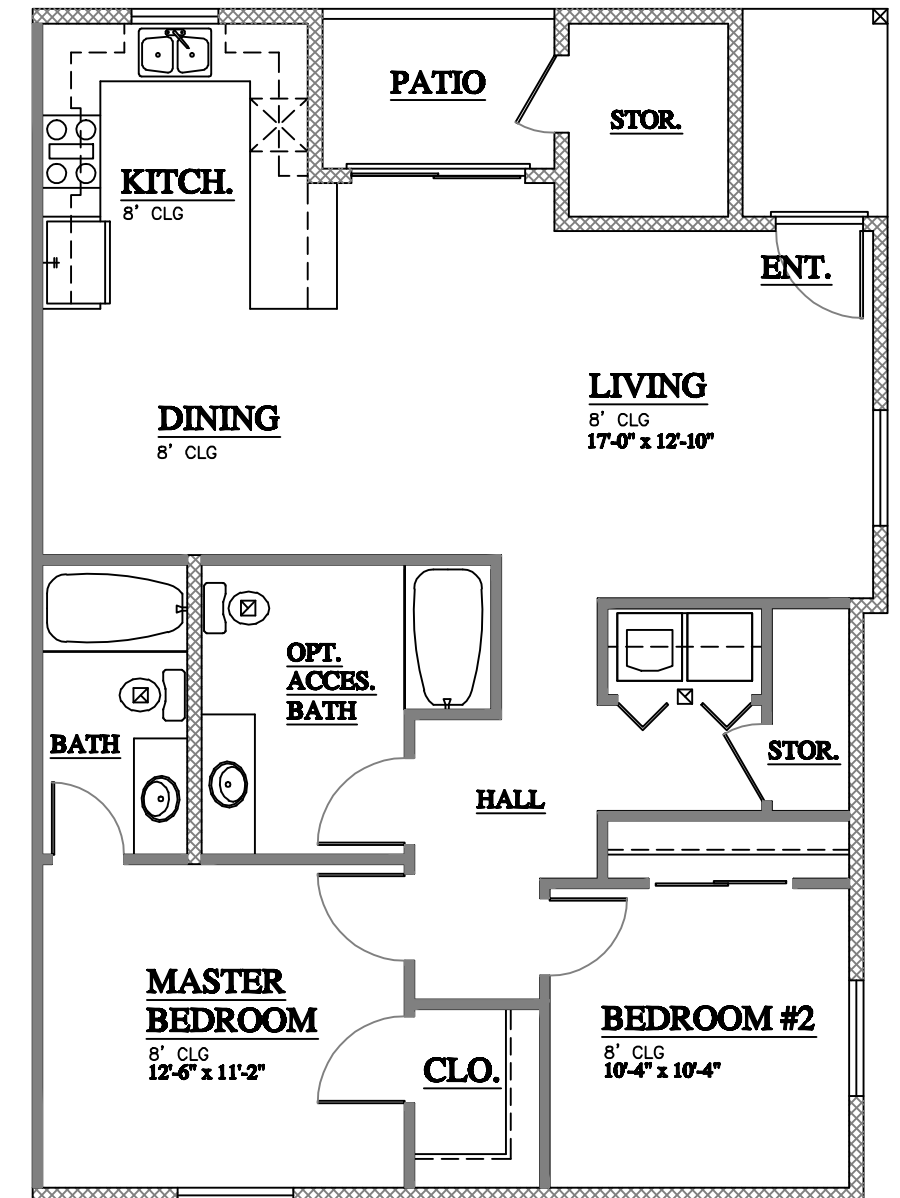 PATIO
STOR.
KITCH.
8' CLG
ENT.
LIVING
8' CLG
17'-0" x 12'-10"
DINING
8' CLG
OPT.
ACCES.
BATH
BATH
STOR.
HALL
MASTER
BEDROOM
8' CLG
12'-6" x 11'-2"
BEDROOM #2
8' CLG
10'-4" x 10'-4"
CLO.